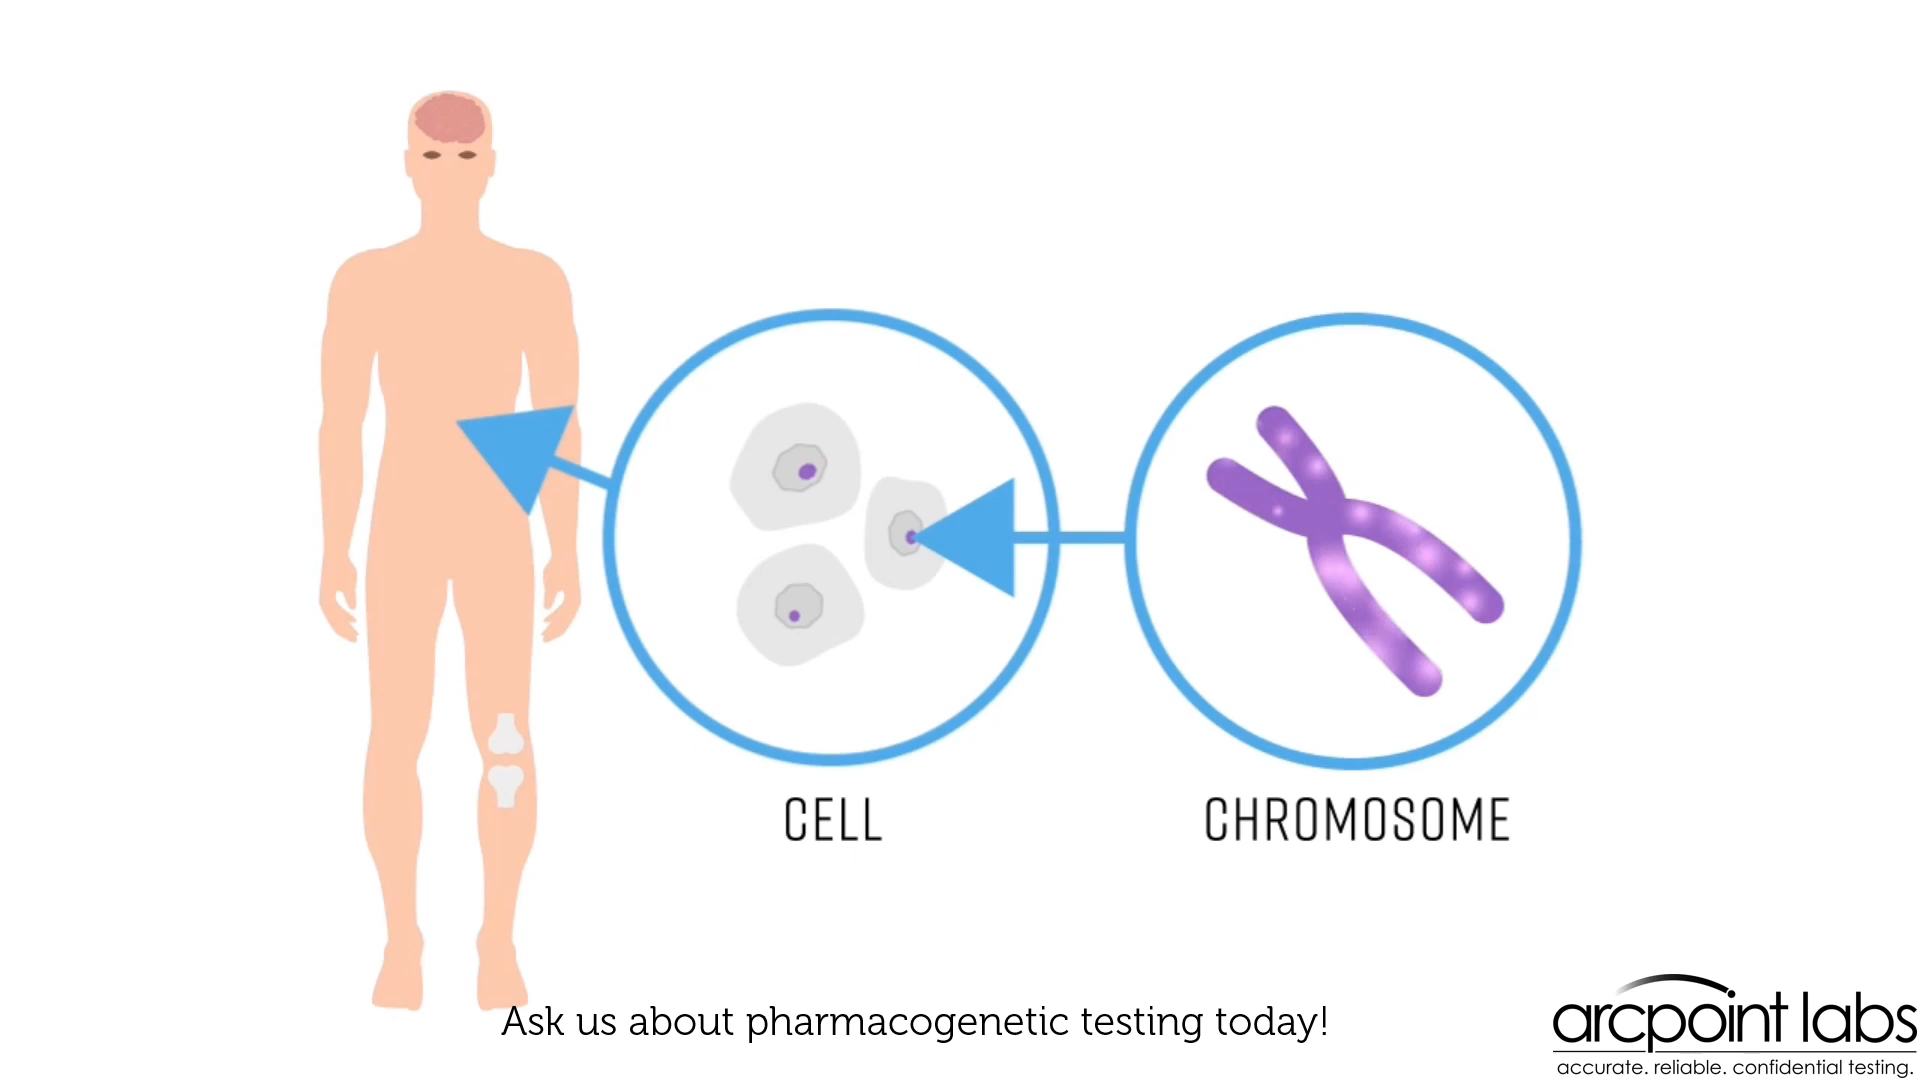 CELL
CHROMOSOME
Ask us about pharmacogenetic testing today!
arcpoint labs
accurate. reliable. confidential testing.